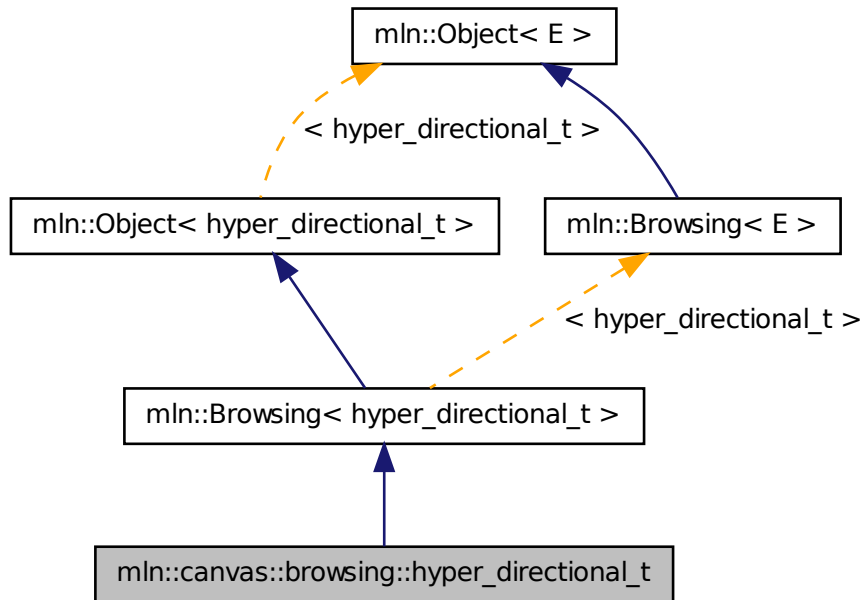 mln::Object< E >
< hyper_directional_t >
mln::Object< hyper_directional_t >
mln::Browsing< E >
< hyper_directional_t >
mln::Browsing< hyper_directional_t >
mln::canvas::browsing::hyper_directional_t